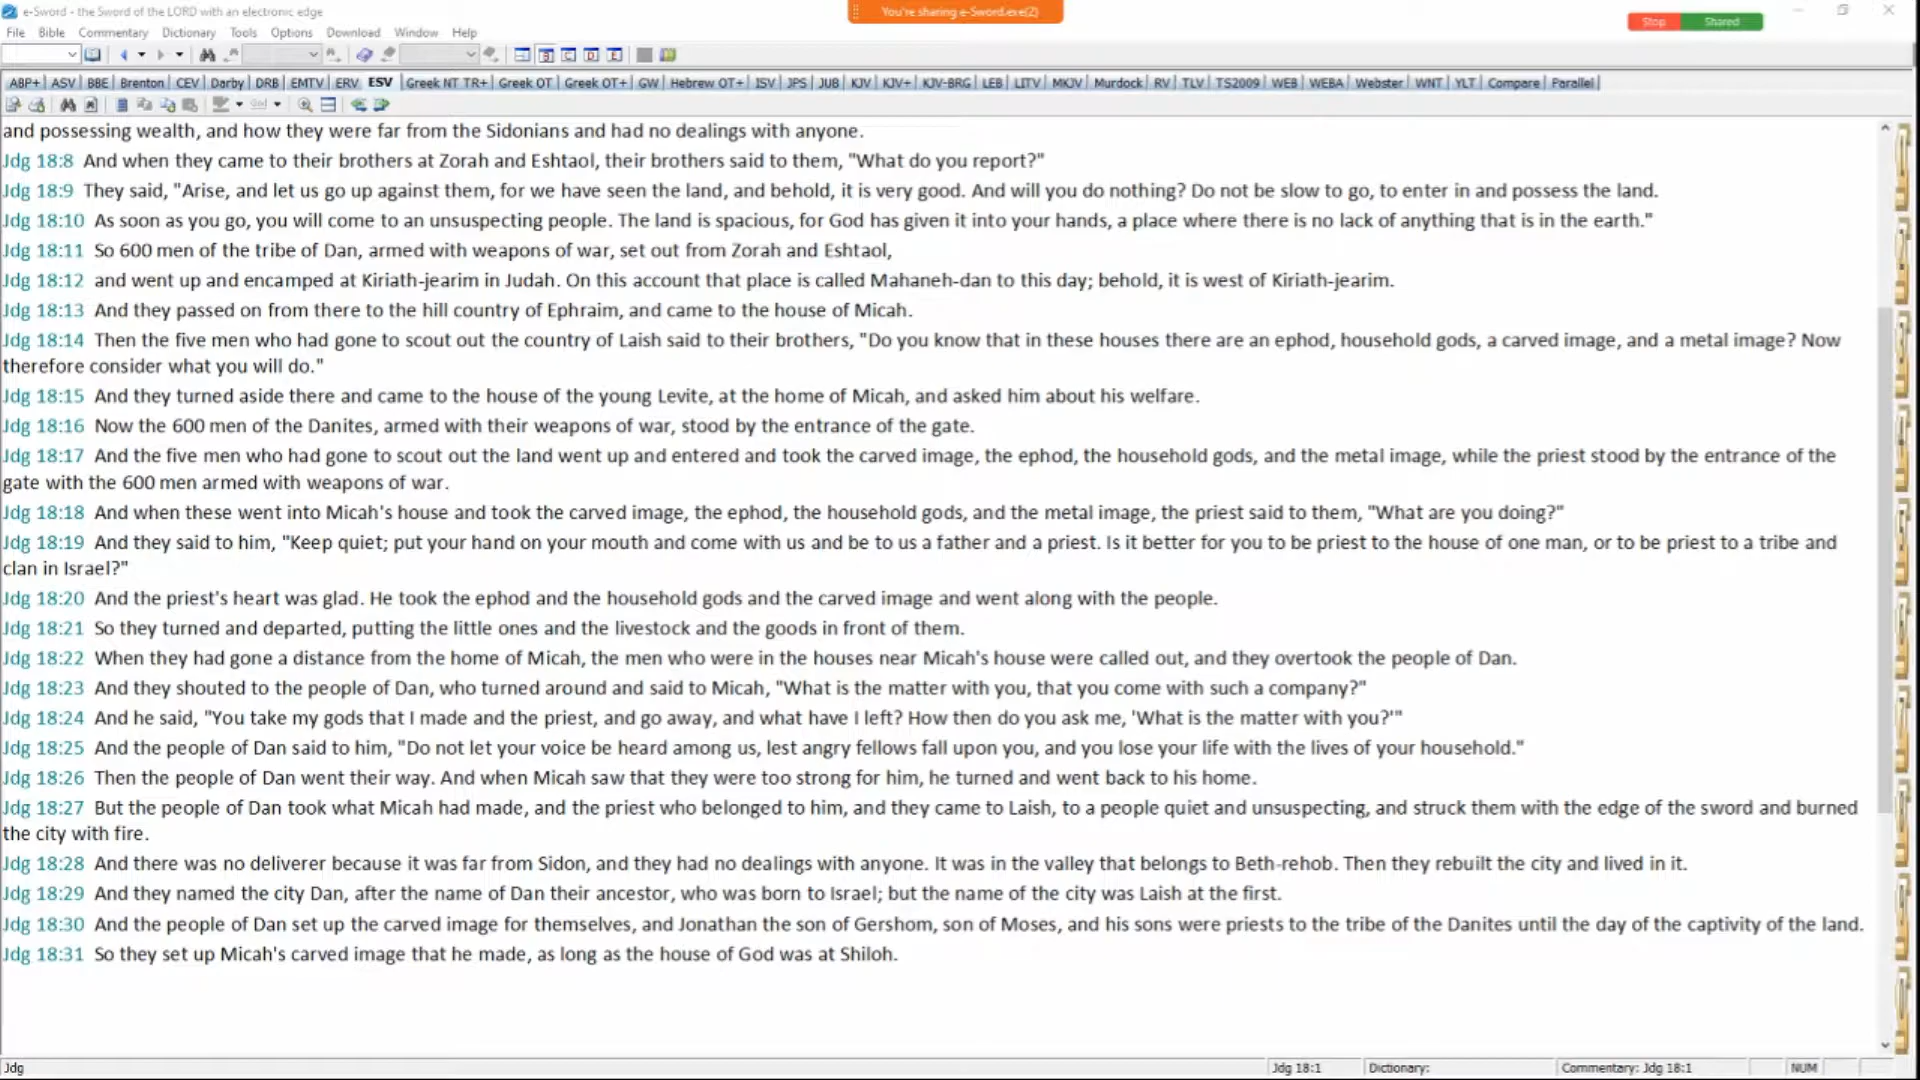 e-Sword - the Sword of the LORD with an electronic edge
You're sharing e-Sword.exe(2)
Stop Shared
File Bible Commentary Dictionary Tools Options Download Window Help
ABP+ ASV BBE Brenton CEV Darby DRB EMTV ERV ESV Greek NT TR+ Greek OT Greek OT+ GW Hebrew OT+ ISV JPS JUB KJV KJV+ KJV-BRG LEB LITV MKJV Murdock RV TLV TS2009 WEB WEBA Webster WNT YLT Compare Parallel
and possessing wealth, and how they were far from the Sidonians and had no dealings with anyone.
Jdg 18:8 And when they came to their brothers at Zorah and Eshtaol, their brothers said to them, "What do you report?"
Jdg 18:9 They said, "Arise, and let us go up against them, for we have seen the land, and behold, it is very good. And will you do nothing? Do not be slow to go, to enter in and possess the land.
Jdg 18:10 As soon as you go, you will come to an unsuspecting people. The land is spacious, for God has given it into your hands, a place where there is no lack of anything that is in the earth."
Jdg 18:11 So 600 men of the tribe of Dan, armed with weapons of war, set out from Zorah and Eshtaol,
Jdg 18:12 and went up and encamped at Kiriath-jearim in Judah. On this account that place is called Mahaneh-dan to this day; behold, it is west of Kiriath-jearim.
Jdg 18:13 And they passed on from there to the hill country of Ephraim, and came to the house of Micah.
Jdg 18:14 Then the five men who had gone to scout out the country of Laish said to their brothers, "Do you know that in these houses there are an ephod, household gods, a carved image, and a metal image? Now
therefore consider what you will do."
Jdg 18:15 And they turned aside there and came to the house of the young Levite, at the home of Micah, and asked him about his welfare.
Jdg 18:16 Now the 600 men of the Danites, armed with their weapons of war, stood by the entrance of the gate.
Jdg 18:17 And the five men who had gone to scout out the land went up and entered and took the carved image, the ephod, the household gods, and the metal image, while the priest stood by the entrance of the
gate with the 600 men armed with weapons of war.
Jdg 18:18 And when these went into Micah's house and took the carved image, the ephod, the household gods, and the metal image, the priest said to them, "What are you doing?"
Jdg 18:19 And they said to him, "Keep quiet; put your hand on your mouth and come with us and be to us a father and a priest. Is it better for you to be priest to the house of one man, or to be priest to a tribe and
clan in Israel?"
Jdg 18:20 And the priest's heart was glad. He took the ephod and the household gods and the carved image and went along with the people.
Jdg 18:21 So they turned and departed, putting the little ones and the livestock and the goods in front of them.
Jdg 18:22 When they had gone a distance from the home of Micah, the men who were in the houses near Micah's house were called out, and they overtook the people of Dan.
Jdg 18:23 And they shouted to the people of Dan, who turned around and said to Micah, "What is the matter with you, that you come with such a company?"
Jdg 18:24 And he said, "You take my gods that I made and the priest, and go away, and what have I left? How then do you ask me, 'What is the matter with you?'"
Jdg 18:25 And the people of Dan said to him, "Do not let your voice be heard among us, lest angry fellows fall upon you, and you lose your life with the lives of your household."
Jdg 18:26 Then the people of Dan went their way. And when Micah saw that they were too strong for him, he turned and went back to his home.
Jdg 18:27 But the people of Dan took what Micah had made, and the priest who belonged to him, and they came to Laish, to a people quiet and unsuspecting, and struck them with the edge of the sword and burned
the city with fire.
Jdg 18:28 And there was no deliverer because it was far from Sidon, and they had no dealings with anyone. It was in the valley that belongs to Beth-rehob. Then they rebuilt the city and lived in it.
Jdg 18:29 And they named the city Dan, after the name of Dan their ancestor, who was born to Israel; but the name of the city was Laish at the first.
Jdg 18:30 And the people of Dan set up the carved image for themselves, and Jonathan the son of Gershom, son of Moses, and his sons were priests to the tribe of the Danites until the day of the captivity of the land.
Jdg 18:31 So they set up Micah's carved image that he made, as long as the house of God was at Shiloh.
Jdg Jdg 18:1 Dictionary: Commentary: Jdg 18:1 NUM